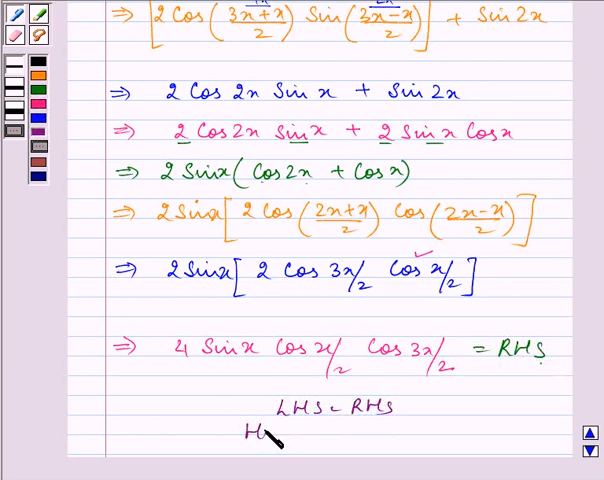 ⇒ [2 Cos (3x+x/2) Sin (3x-x/2)] + Sin 2x
⇒ 2 Cos 2x Sin x + Sin 2x
⇒ 2 Cos 2x Sin x + 2 Sin x Cos x
⇒ 2 Sin x (Cos 2x + Cos x)
⇒ 2 Sin x [2 Cos (2x+x/2) Cos (2x-x/2)]
⇒ 2 Sin x [2 Cos 3x/2 Cos x/2]
⇒ 4 Sin x Cos x/2 Cos 3x/2 = RHS
LHS = RHS
H